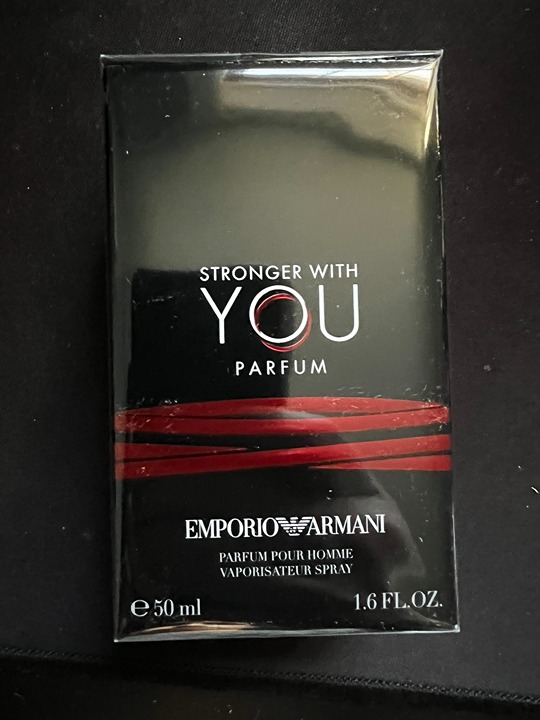 STRONGER WITH
YOU
PARFUM
EMPORIO ARMANI
PARFUM POUR HOMME
VAPORISATEUR SPRAY
℮ 50 ml 1.6 FL.OZ.